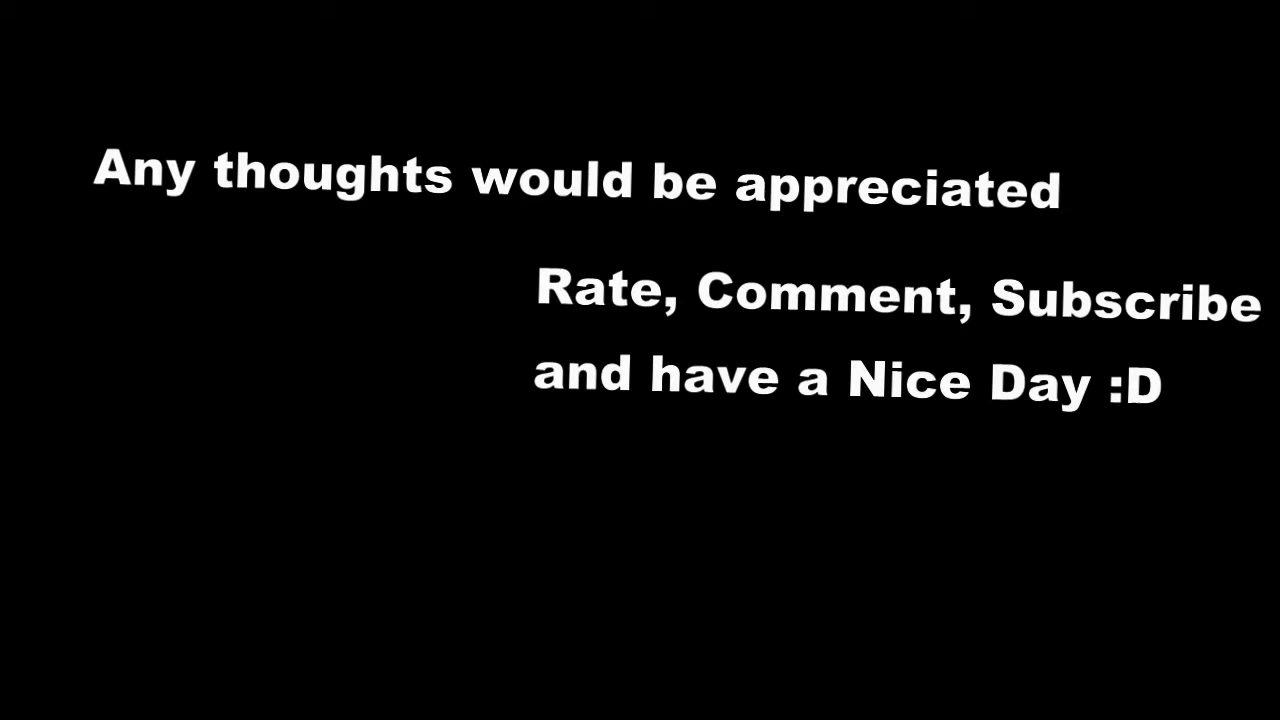 Any thoughts would be appreciated
Rate, Comment, Subscribe
and have a Nice Day :D